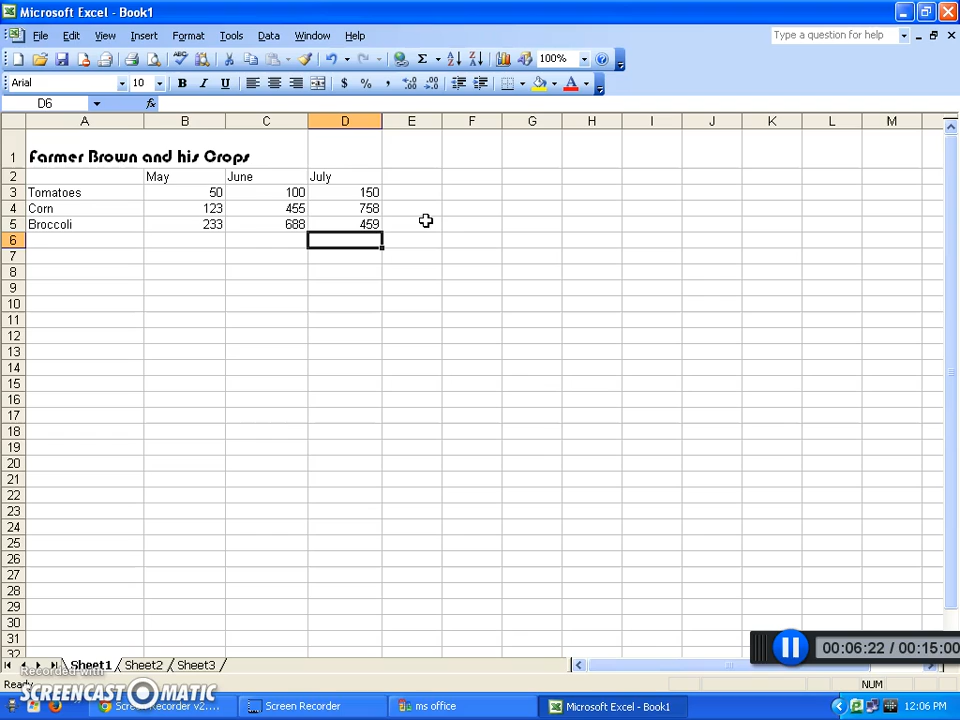 Microsoft Excel - Book1
File Edit View Insert Format Tools Data Window Help Type a question for help
100%
Arial 10 B I U $ % ,
D6 fx
A B C D E F G H I J K L M
1 Farmer Brown and his Crops
2 May June July
3 Tomatoes 50 100 150
4 Corn 123 455 758
5 Broccoli 233 688 459
6
7
8
9
10
11
12
13
14
15
16
17
18
19
20
21
22
23
24
25
26
27
28
29
30
31
32
00:06:22 / 00:15:00
Sheet1 Sheet2 Sheet3
Recorded with
Ready NUM
SCREENCAST-O-MATIC
Screen Recorder
ms office
Microsoft Excel - Book1
12:06 PM